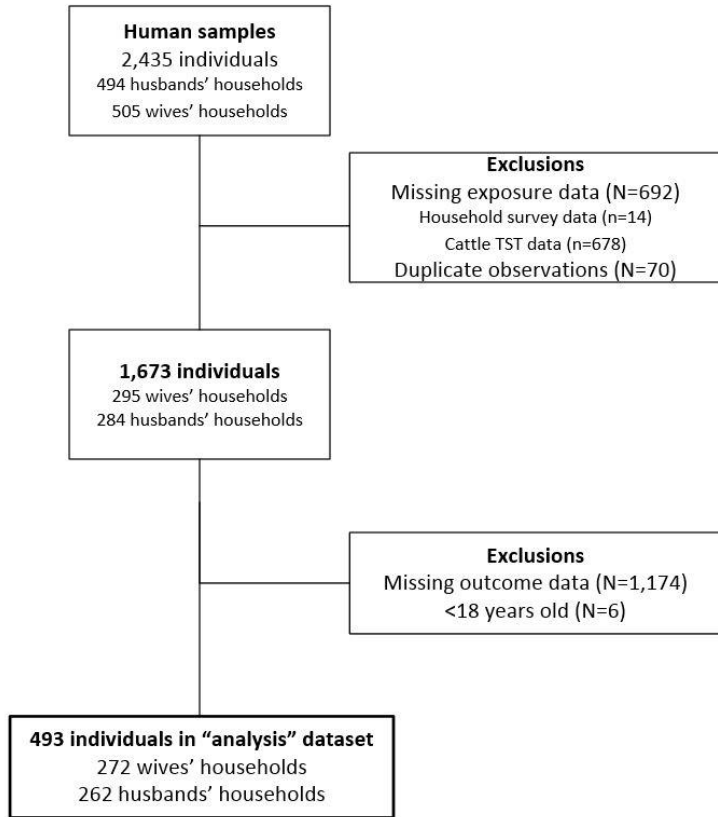 Human samples
2,435 individuals
494 husbands' households
505 wives' households
Exclusions
Missing exposure data (N=692)
Household survey data (n=14)
Cattle TST data (n=678)
Duplicate observations (N=70)
1,673 individuals
295 wives' households
284 husbands' households
Exclusions
Missing outcome data (N=1,174)
<18 years old (N=6)
493 individuals in “analysis” dataset
272 wives' households
262 husbands' households